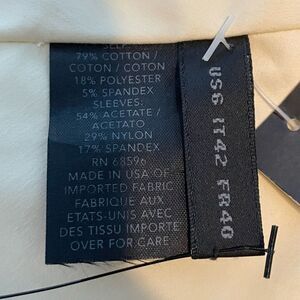 79% COTTON /
COTTON / COTTON
18% POLYESTER
5% SPANDEX
SLEEVES:
54% ACETATE /
ACETATO
29% NYLON
17% SPANDEX
RN 68596
MADE IN USA OF
IMPORTED FABRIC
FABRIQUE AUX
ETATS-UNIS AVEC
DES TISSU IMPORTE
OVER FOR CARE
US6 IT42 FR40